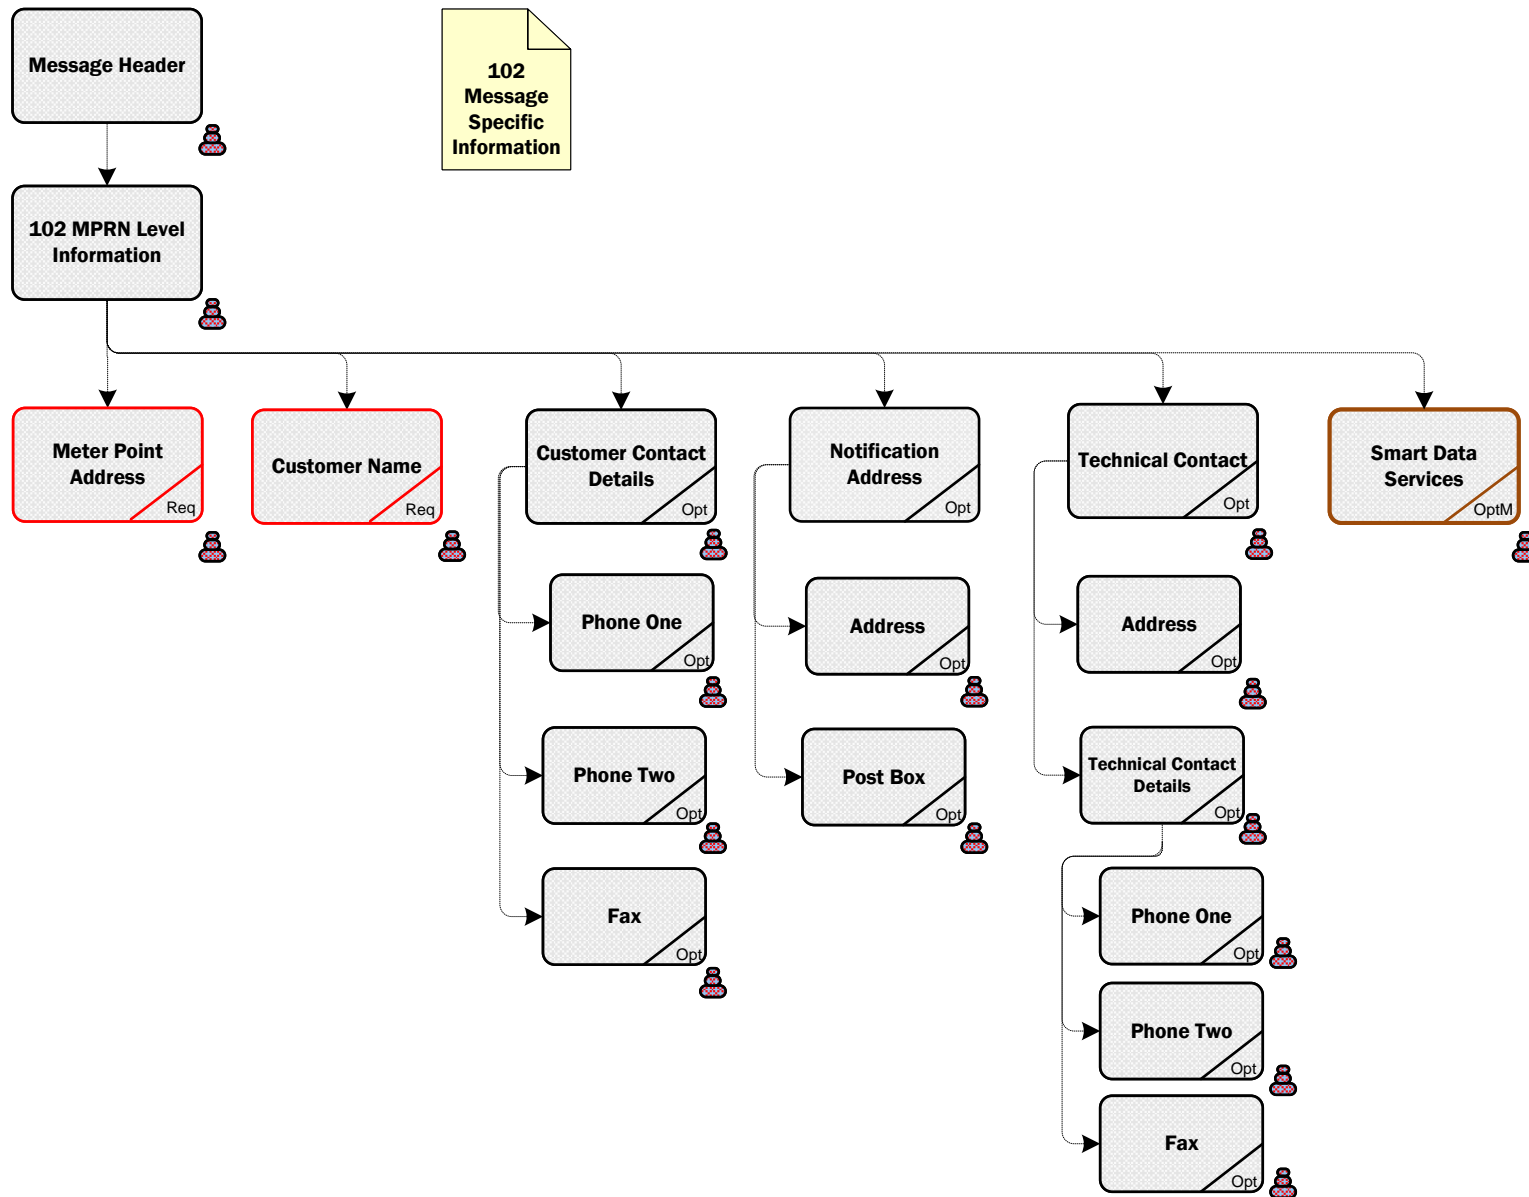 Message Header
102
Message
Specific
Information
102 MPRN Level
Information
Meter Point
Address
Req
Customer Name
Req
Customer Contact
Details
Opt
Notification
Address
Opt
Technical Contact
Opt
Smart Data
Services
OptM
Phone One
Opt
Address
Opt
Address
Opt
Phone Two
Opt
Post Box
Opt
Technical Contact
Details
Opt
Fax
Opt
Phone One
Opt
Phone Two
Opt
Fax
Opt